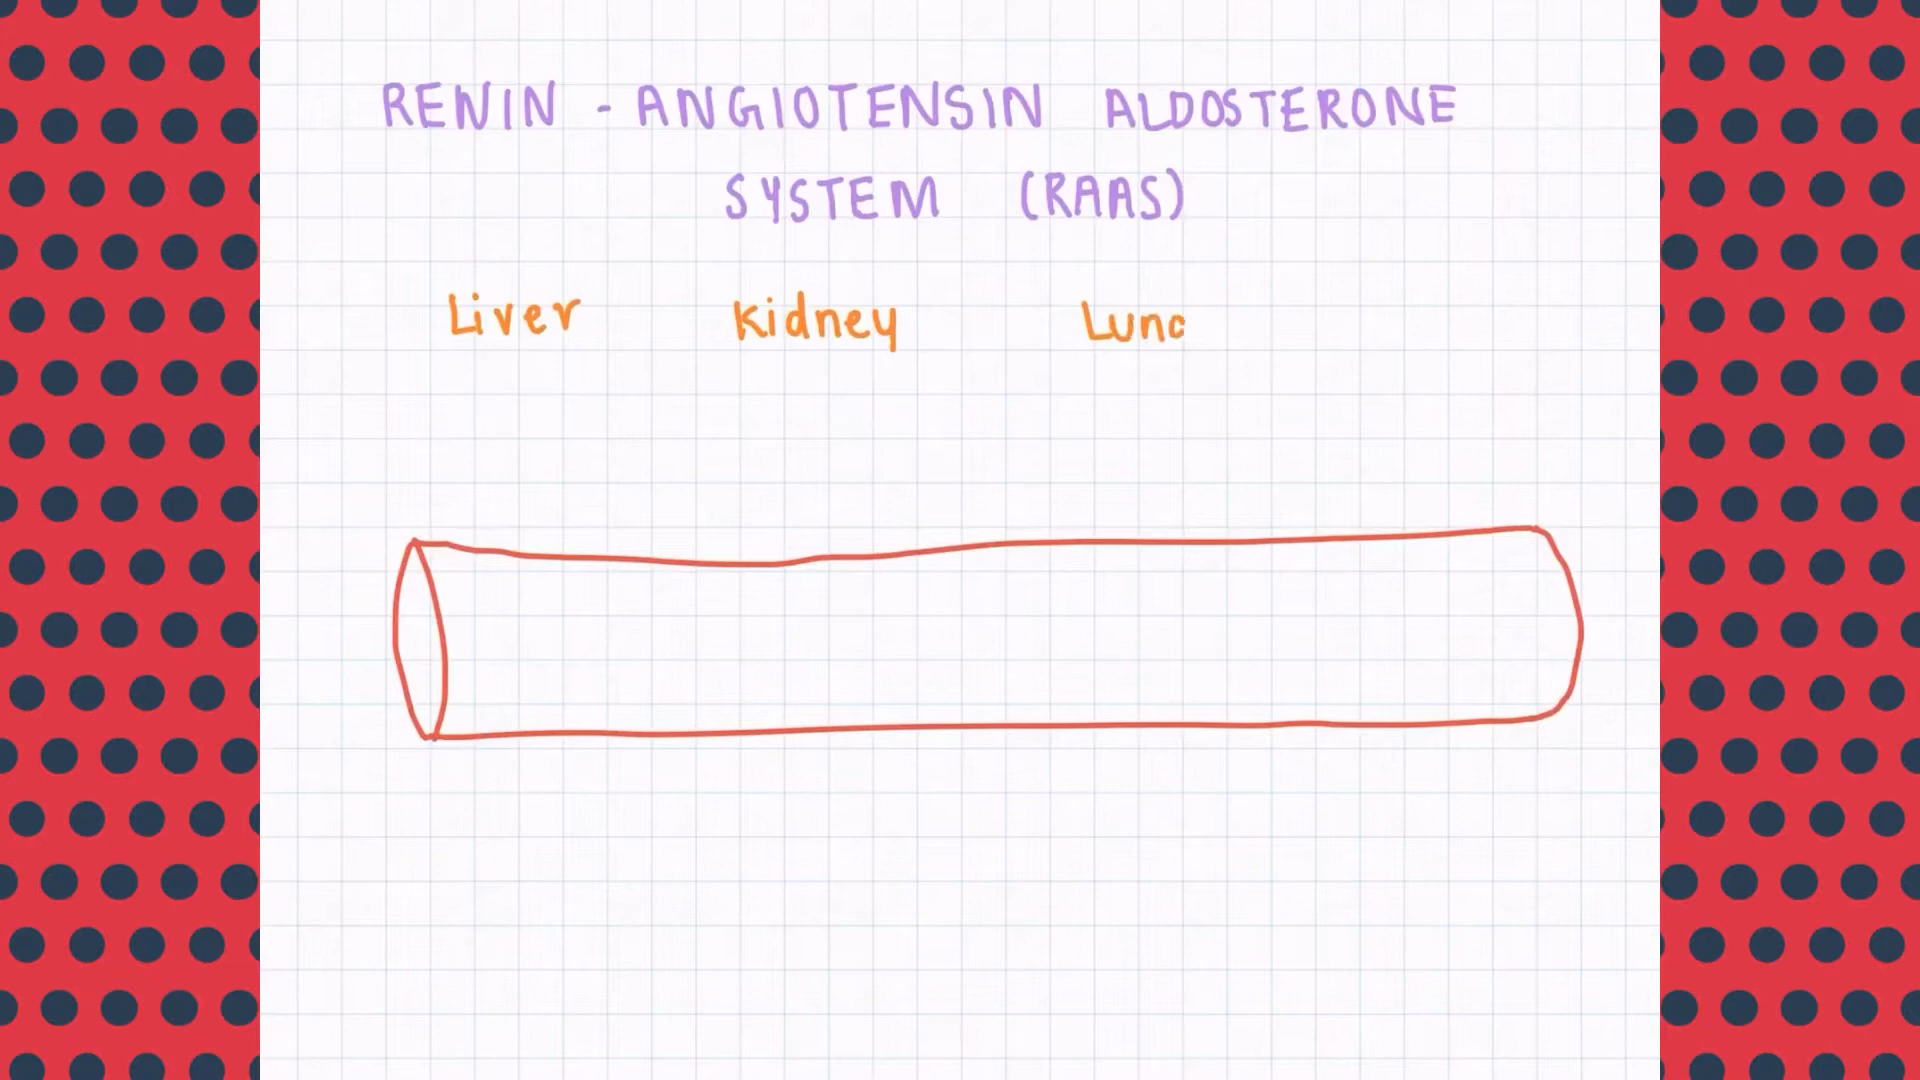 RENIN - ANGIOTENSIN ALDOSTERONE
SYSTEM (RAAS)
Liver Kidney Lunc